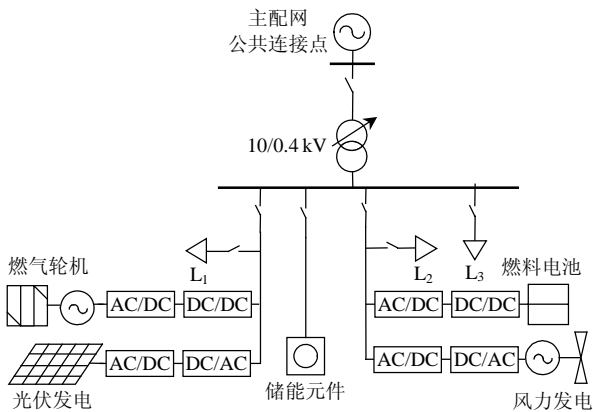 主配网
公共连接点
10/0.4 kV
L1
L2
L3
燃气轮机
燃料电池
AC/DC
DC/DC
AC/DC
DC/DC
AC/DC
DC/AC
AC/DC
DC/AC
光伏发电
储能元件
风力发电